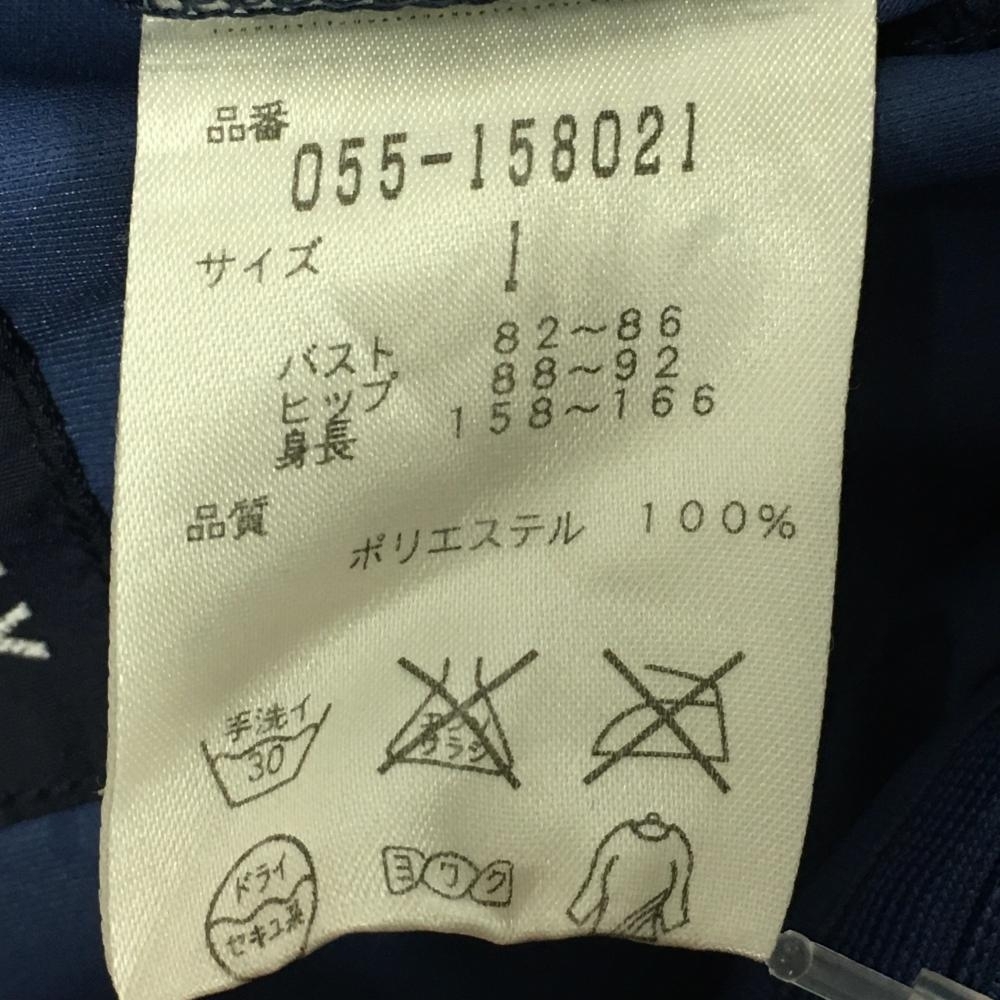 品番
055-158021
サイズ 1
バスト 82~86
ヒップ 88~92
身長 158~166
品質
ポリエステル 100%
手洗イ
30
エンソ
サラシ
ドライ
セキユ系
ヨワク